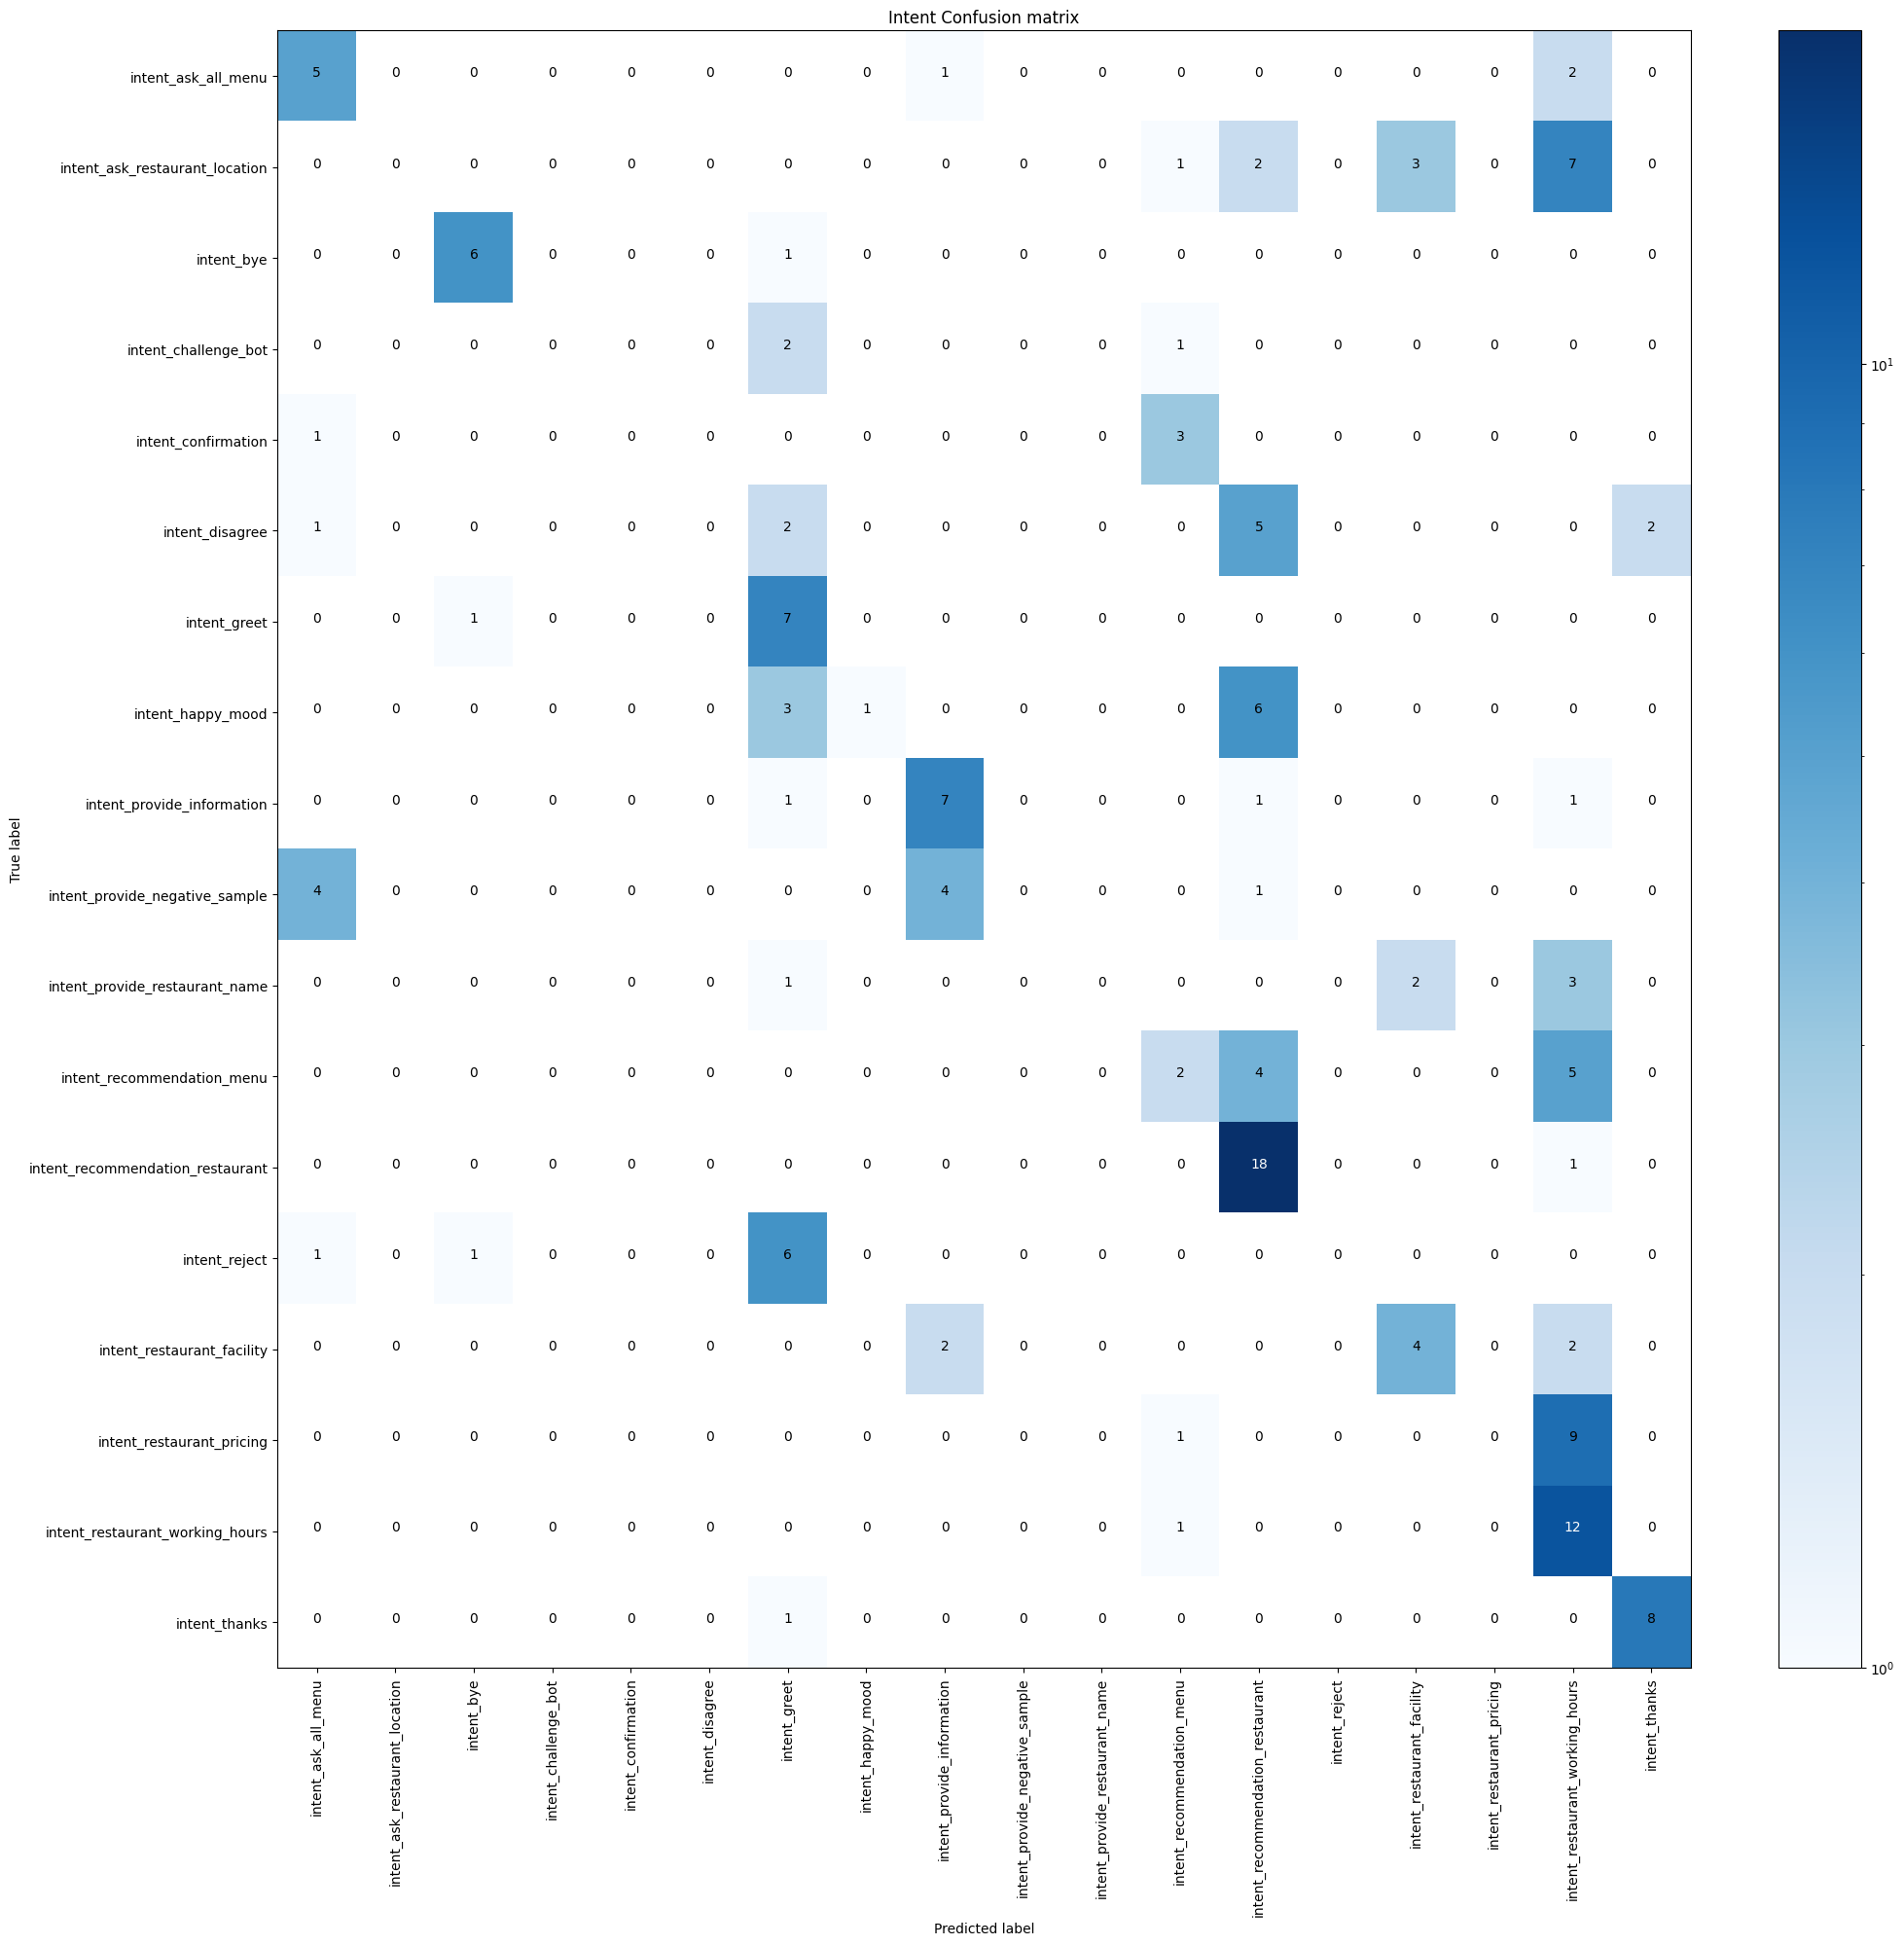 Intent Confusion matrix
intent_ask_all_menu 5 0 0 0 0 0 0 0 1 0 0 0 0 0 0 0 2 0
intent_ask_restaurant_location 0 0 0 0 0 0 0 0 0 0 0 1 2 0 3 0 7 0
intent_bye 0 0 6 0 0 0 1 0 0 0 0 0 0 0 0 0 0 0
intent_challenge_bot 0 0 0 0 0 0 2 0 0 0 0 1 0 0 0 0 0 0
10¹
intent_confirmation 1 0 0 0 0 0 0 0 0 0 0 3 0 0 0 0 0 0
intent_disagree 1 0 0 0 0 0 2 0 0 0 0 0 5 0 0 0 0 2
intent_greet 0 0 1 0 0 0 7 0 0 0 0 0 0 0 0 0 0 0
intent_happy_mood 0 0 0 0 0 0 3 1 0 0 0 0 6 0 0 0 0 0
intent_provide_information 0 0 0 0 0 0 1 0 7 0 0 0 1 0 0 0 1 0
True label
intent_provide_negative_sample 4 0 0 0 0 0 0 0 4 0 0 0 1 0 0 0 0 0
intent_provide_restaurant_name 0 0 0 0 0 0 1 0 0 0 0 0 0 0 2 0 3 0
intent_recommendation_menu 0 0 0 0 0 0 0 0 0 0 0 2 4 0 0 0 5 0
intent_recommendation_restaurant 0 0 0 0 0 0 0 0 0 0 0 0 18 0 0 0 1 0
intent_reject 1 0 1 0 0 0 6 0 0 0 0 0 0 0 0 0 0 0
intent_restaurant_facility 0 0 0 0 0 0 0 0 2 0 0 0 0 0 4 0 2 0
intent_restaurant_pricing 0 0 0 0 0 0 0 0 0 0 0 1 0 0 0 0 9 0
intent_restaurant_working_hours 0 0 0 0 0 0 0 0 0 0 0 1 0 0 0 0 12 0
intent_thanks 0 0 0 0 0 0 1 0 0 0 0 0 0 0 0 0 0 8
10⁰
intent_ask_all_menu
intent_ask_restaurant_location
intent_bye
intent_challenge_bot
intent_confirmation
intent_disagree
intent_greet
intent_happy_mood
intent_provide_information
intent_provide_negative_sample
intent_provide_restaurant_name
intent_recommendation_menu
intent_recommendation_restaurant
intent_reject
intent_restaurant_facility
intent_restaurant_pricing
intent_restaurant_working_hours
intent_thanks
Predicted label